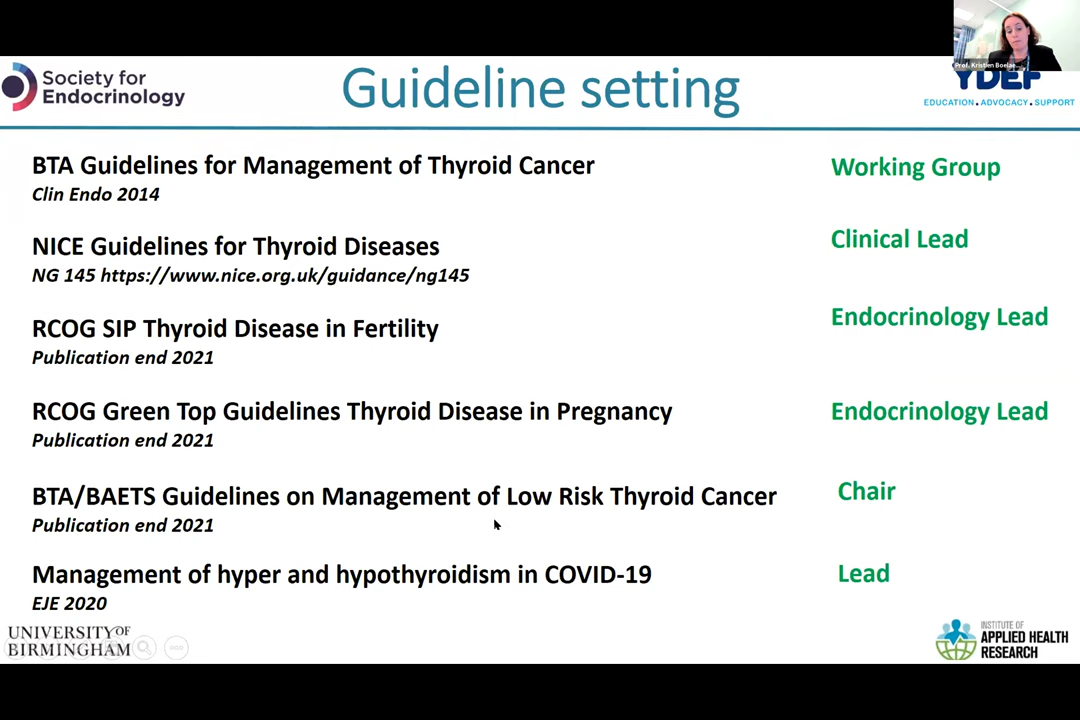 Prof. Kristien Boelae...
Society for
Endocrinology
Guideline setting
YDEF
EDUCATION . ADVOCACY . SUPPORT
BTA Guidelines for Management of Thyroid Cancer
Working Group
Clin Endo 2014
NICE Guidelines for Thyroid Diseases
Clinical Lead
NG 145 https://www.nice.org.uk/guidance/ng145
RCOG SIP Thyroid Disease in Fertility
Endocrinology Lead
Publication end 2021
RCOG Green Top Guidelines Thyroid Disease in Pregnancy
Endocrinology Lead
Publication end 2021
BTA/BAETS Guidelines on Management of Low Risk Thyroid Cancer
Chair
Publication end 2021
Management of hyper and hypothyroidism in COVID-19
Lead
EJE 2020
UNIVERSITY OF
BIRMINGHAM
INSTITUTE OF
APPLIED HEALTH
RESEARCH